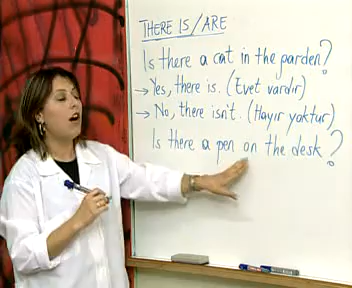 THERE IS/ARE
Is there a cat in the garden?
→ Yes, there is. (Evet vardır)
→ No, there isn't. (Hayır yoktur)
Is there a pen on the desk?